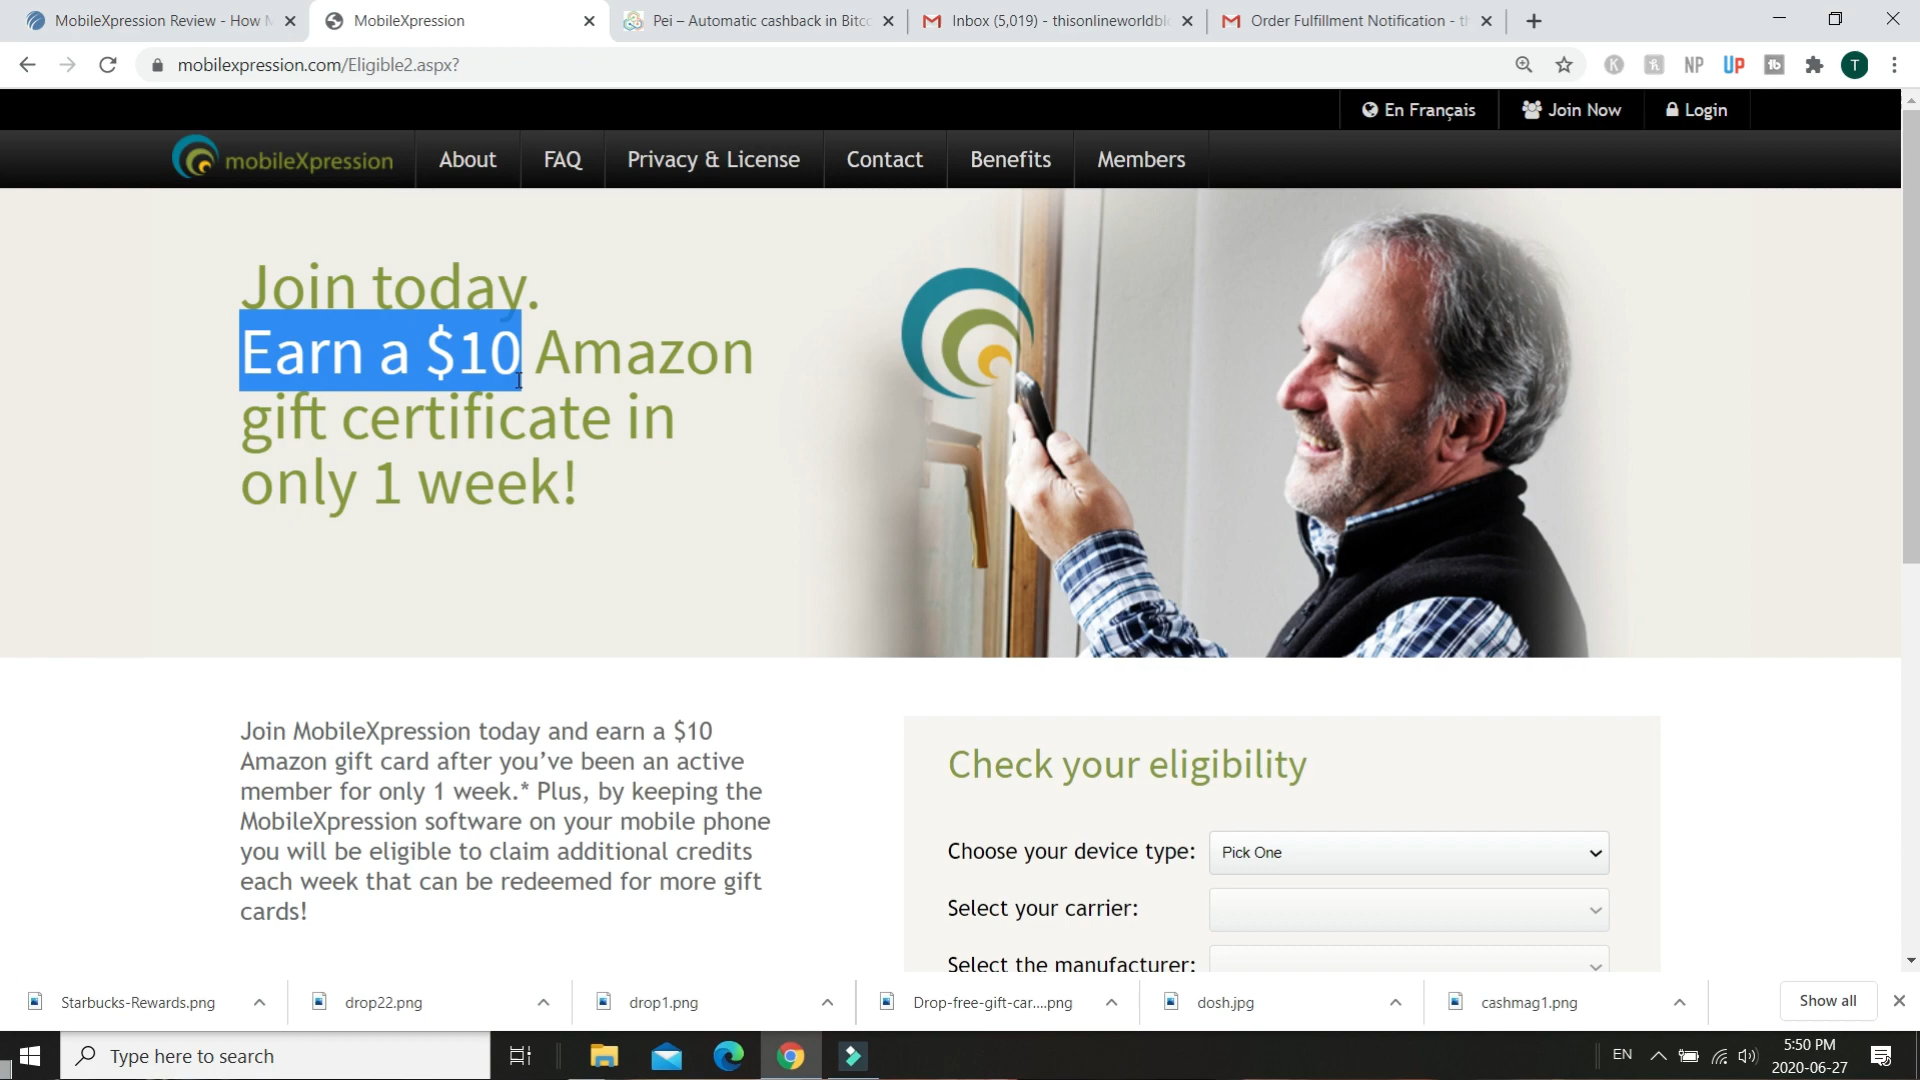 MobileXpression Review - How M
MobileXpression
Pei – Automatic cashback in Bitco
Inbox (5,019) - thisonlineworldbl
Order Fulfillment Notification - th
mobilexpression.com/Eligible2.aspx?
K
NP
UP
T
En Français
Join Now
Login
mobileXpression
About
FAQ
Privacy & License
Contact
Benefits
Members
Join today.
Earn a $10 Amazon
gift certificate in
only 1 week!
Join MobileXpression today and earn a $10
Amazon gift card after you’ve been an active
member for only 1 week.* Plus, by keeping the
MobileXpression software on your mobile phone
you will be eligible to claim additional credits
each week that can be redeemed for more gift
cards!
Check your eligibility
Choose your device type:
Pick One
Select your carrier:
Select the manufacturer:
Starbucks-Rewards.png
drop22.png
drop1.png
Drop-free-gift-car....png
dosh.jpg
cashmag1.png
Show all
Type here to search
EN
5:50 PM
2020-06-27